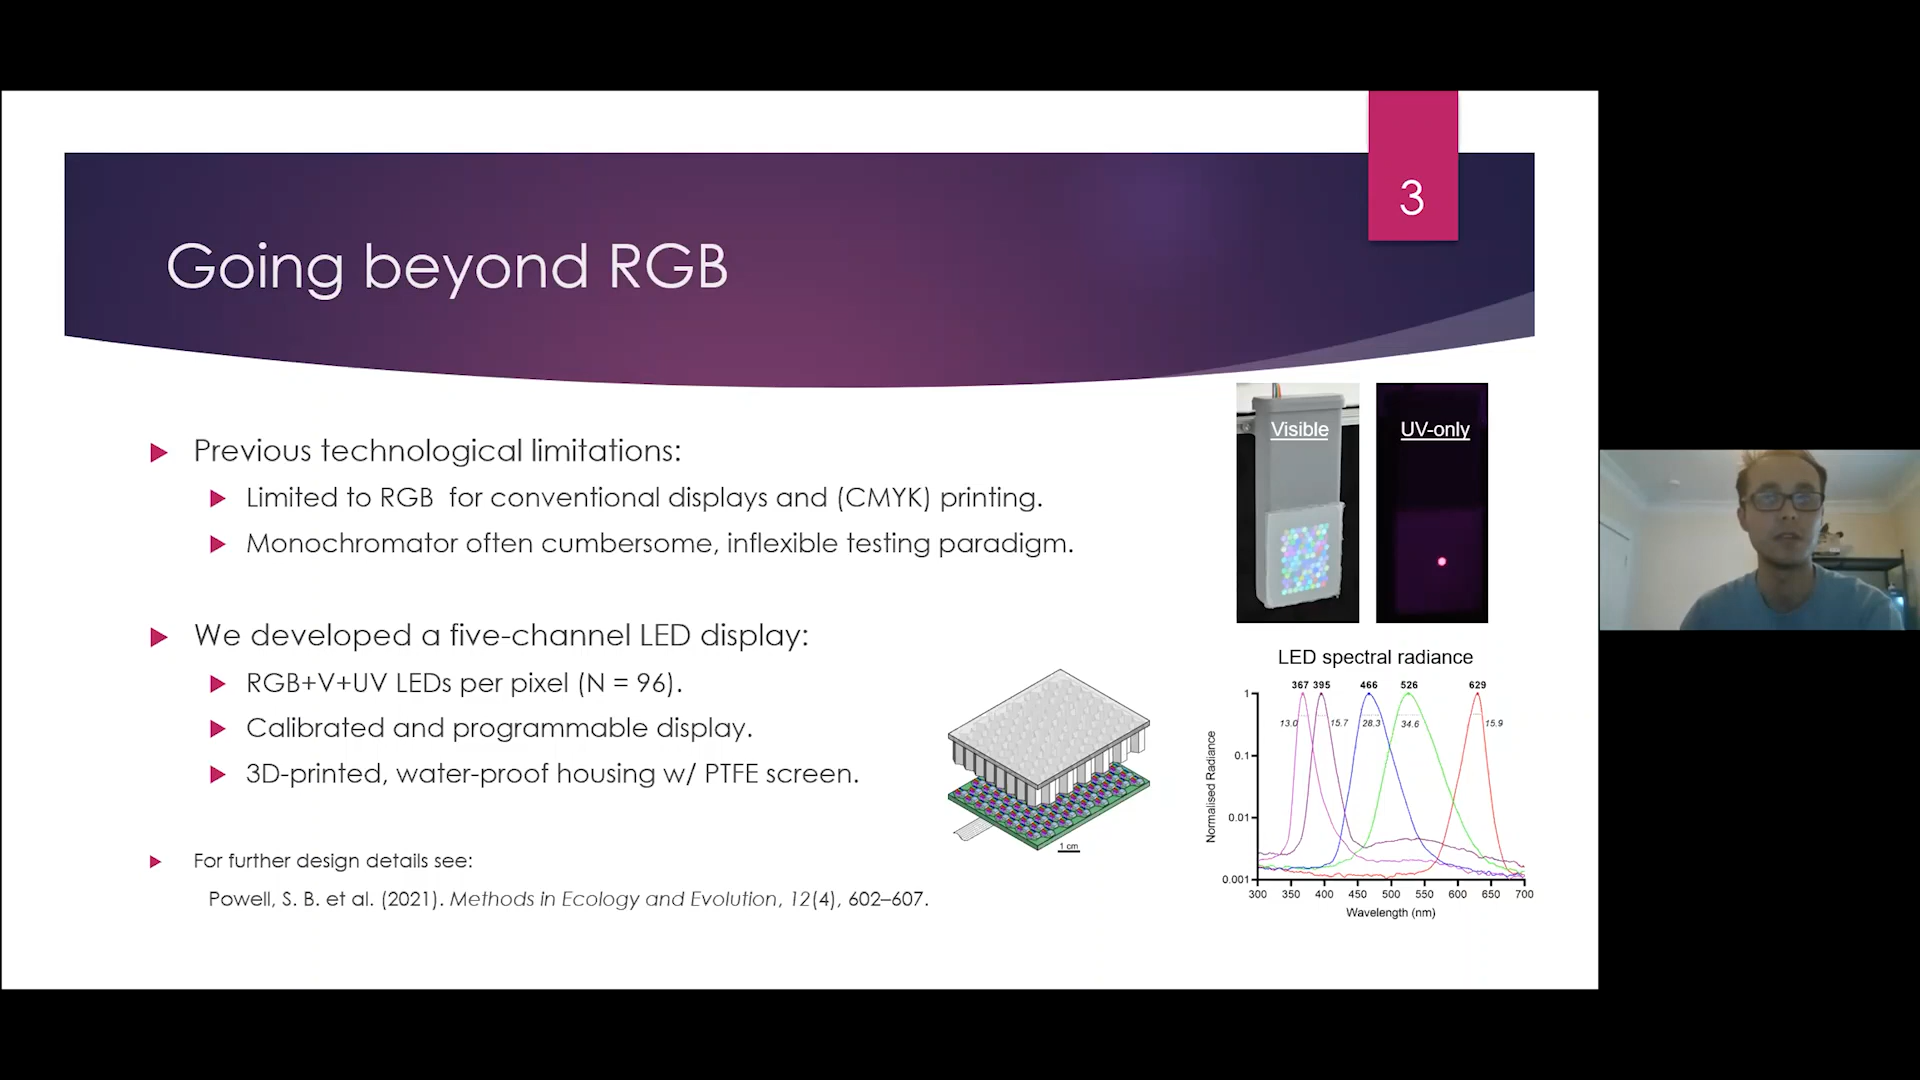 3
Going beyond RGB
Previous technological limitations:
Limited to RGB for conventional displays and (CMYK) printing.
Monochromator often cumbersome, inflexible testing paradigm.
We developed a five-channel LED display:
RGB+V+UV LEDs per pixel (N = 96).
Calibrated and programmable display.
3D-printed, water-proof housing w/ PTFE screen.
For further design details see:
Powell, S. B. et al. (2021). Methods in Ecology and Evolution, 12(4), 602–607.
1 cm
Visible
UV-only
LED spectral radiance
367 395 466 526 629
13.0 15.7 28.3 34.6 15.9
Normalised Radiance
1
0.1
0.01
0.001
300 350 400 450 500 550 600 650 700
Wavelength (nm)